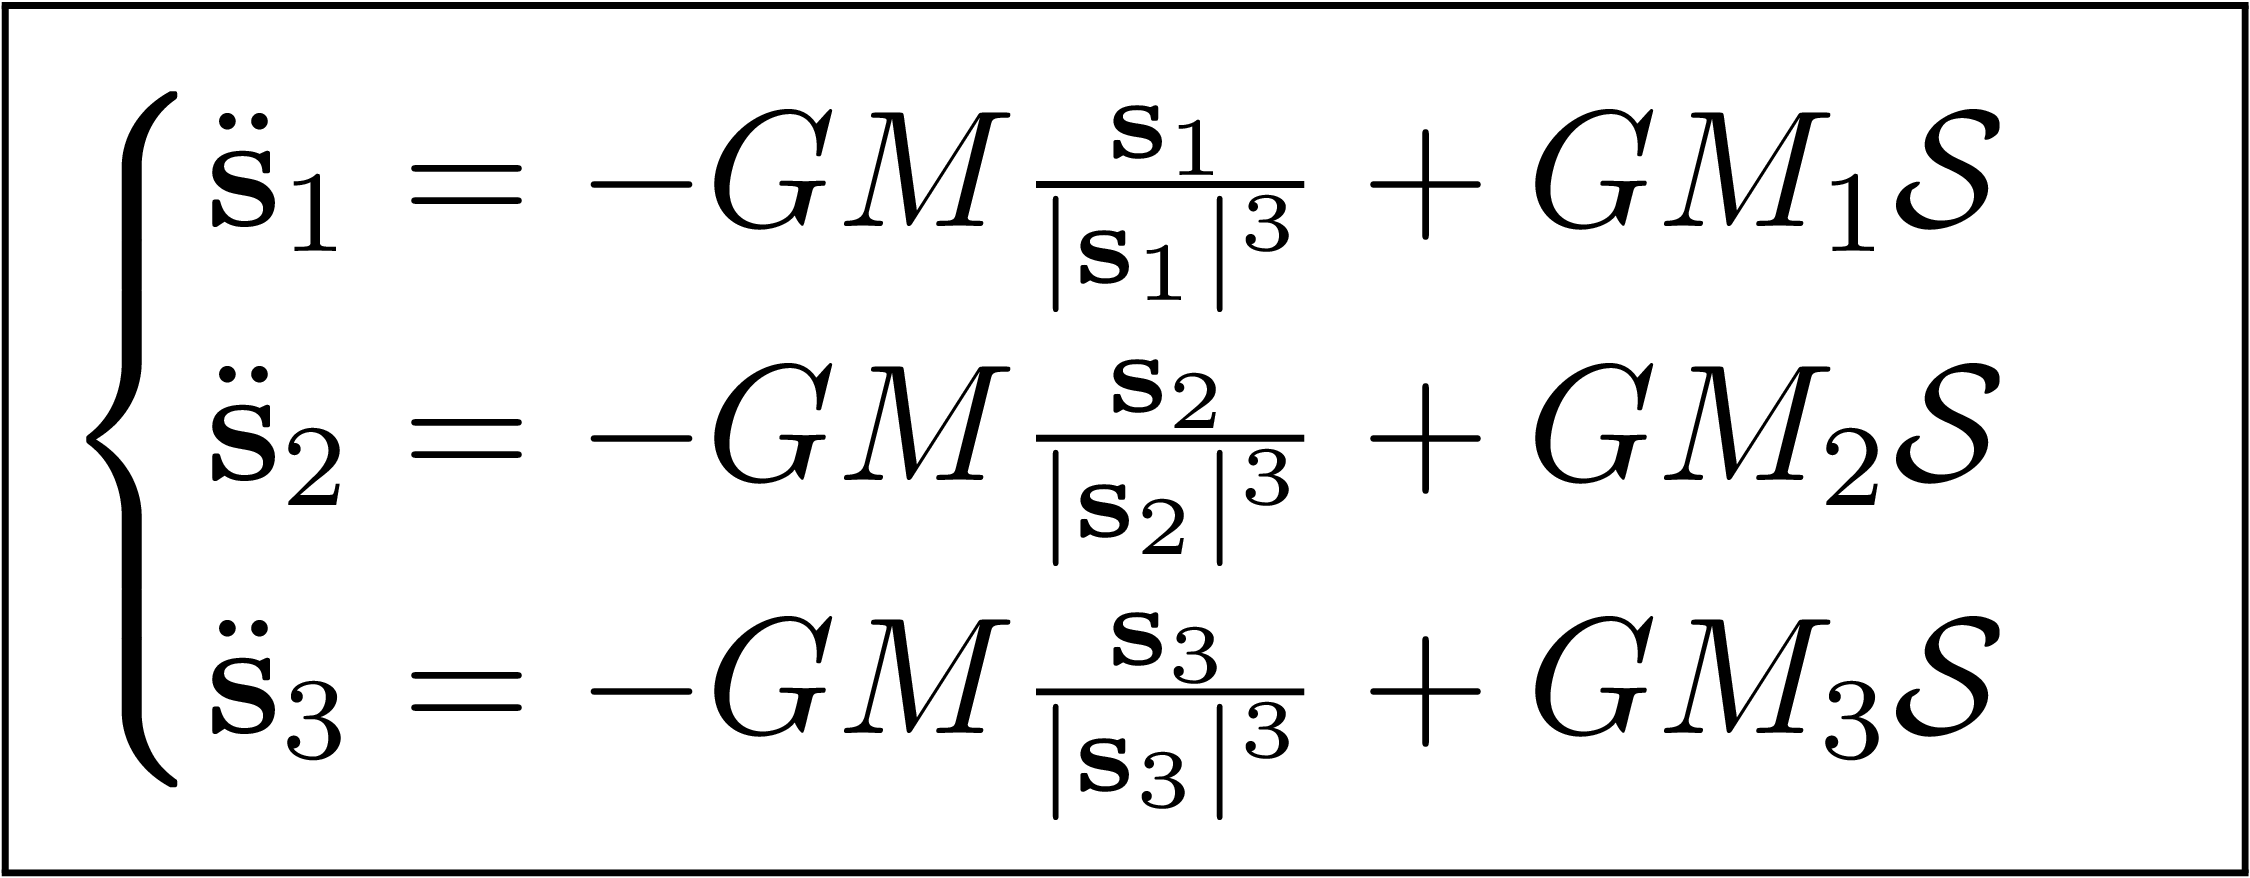 s̈₁ = −GM s₁/|s₁|³ + GM₁𝒮
s̈₂ = −GM s₂/|s₂|³ + GM₂𝒮
s̈₃ = −GM s₃/|s₃|³ + GM₃𝒮